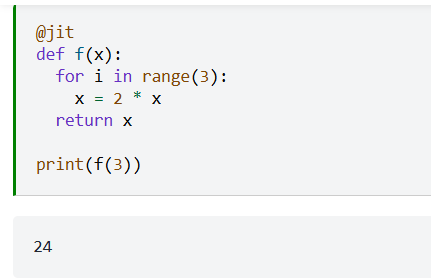 @jit
def f(x):
  for i in range(3):
    x = 2 * x
  return x

print(f(3))

24